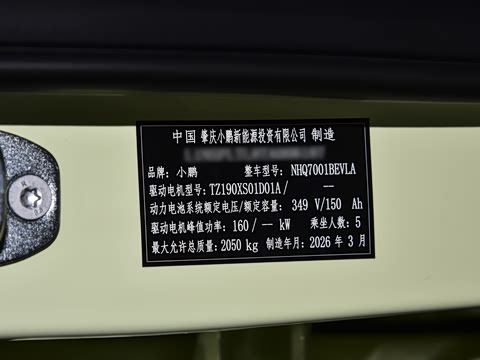 中国 肇庆小鹏新能源投资有限公司 制造
品牌: 小鹏 整车型号: NHQ7001BEVLA
驱动电机型号: TZ190XS01D01A/ --
动力电池系统额定电压/额定容量: 349 V/150 Ah
驱动电机峰值功率: 160/ -- kW 乘坐人数: 5
最大允许总质量: 2050 kg 制造年月: 2026 年 3 月